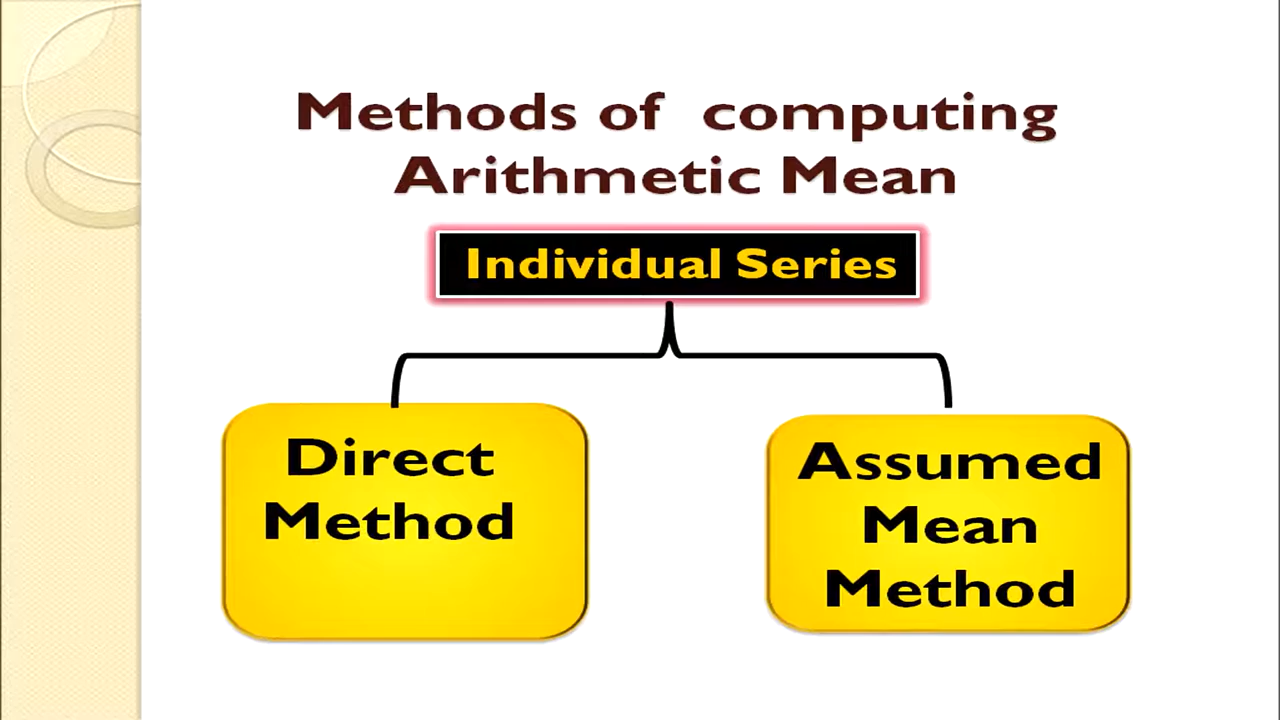 Methods of computing
Arithmetic Mean
Individual Series
Direct
Method
Assumed
Mean
Method